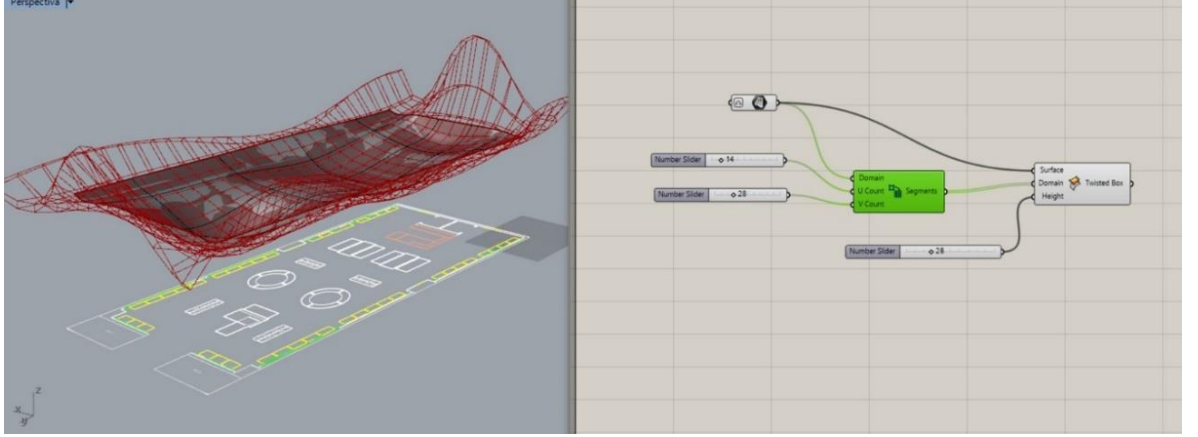 Perspectiva
Number Slider 14
Number Slider 28
Domain
U Count
V Count
Segments
Surface
Domain
Height
Twisted Box
Number Slider 28
z
x
y